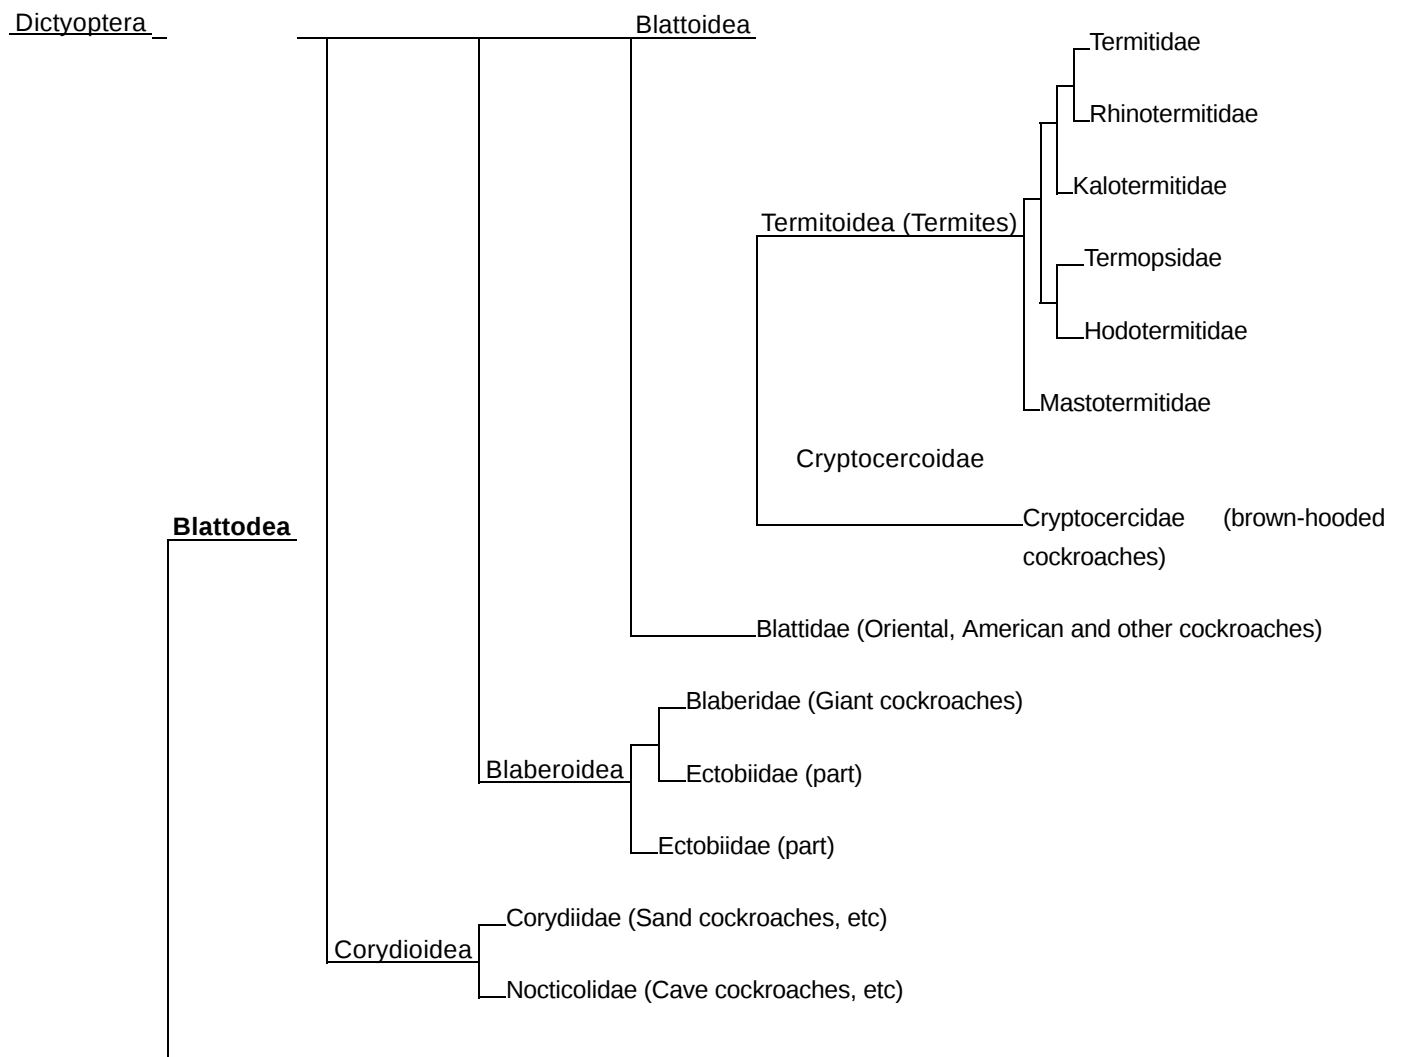 Dictyoptera
Blattoidea
Termitidae
Rhinotermitidae
Kalotermitidae
Termitoidea (Termites)
Termopsidae
Hodotermitidae
Mastotermitidae
Cryptocercoidae
Cryptocercidae (brown-hooded
cockroaches)
Blattodea
Blattidae (Oriental, American and other cockroaches)
Blaberidae (Giant cockroaches)
Blaberoidea
Ectobiidae (part)
Ectobiidae (part)
Corydiidae (Sand cockroaches, etc)
Corydioidea
Nocticolidae (Cave cockroaches, etc)